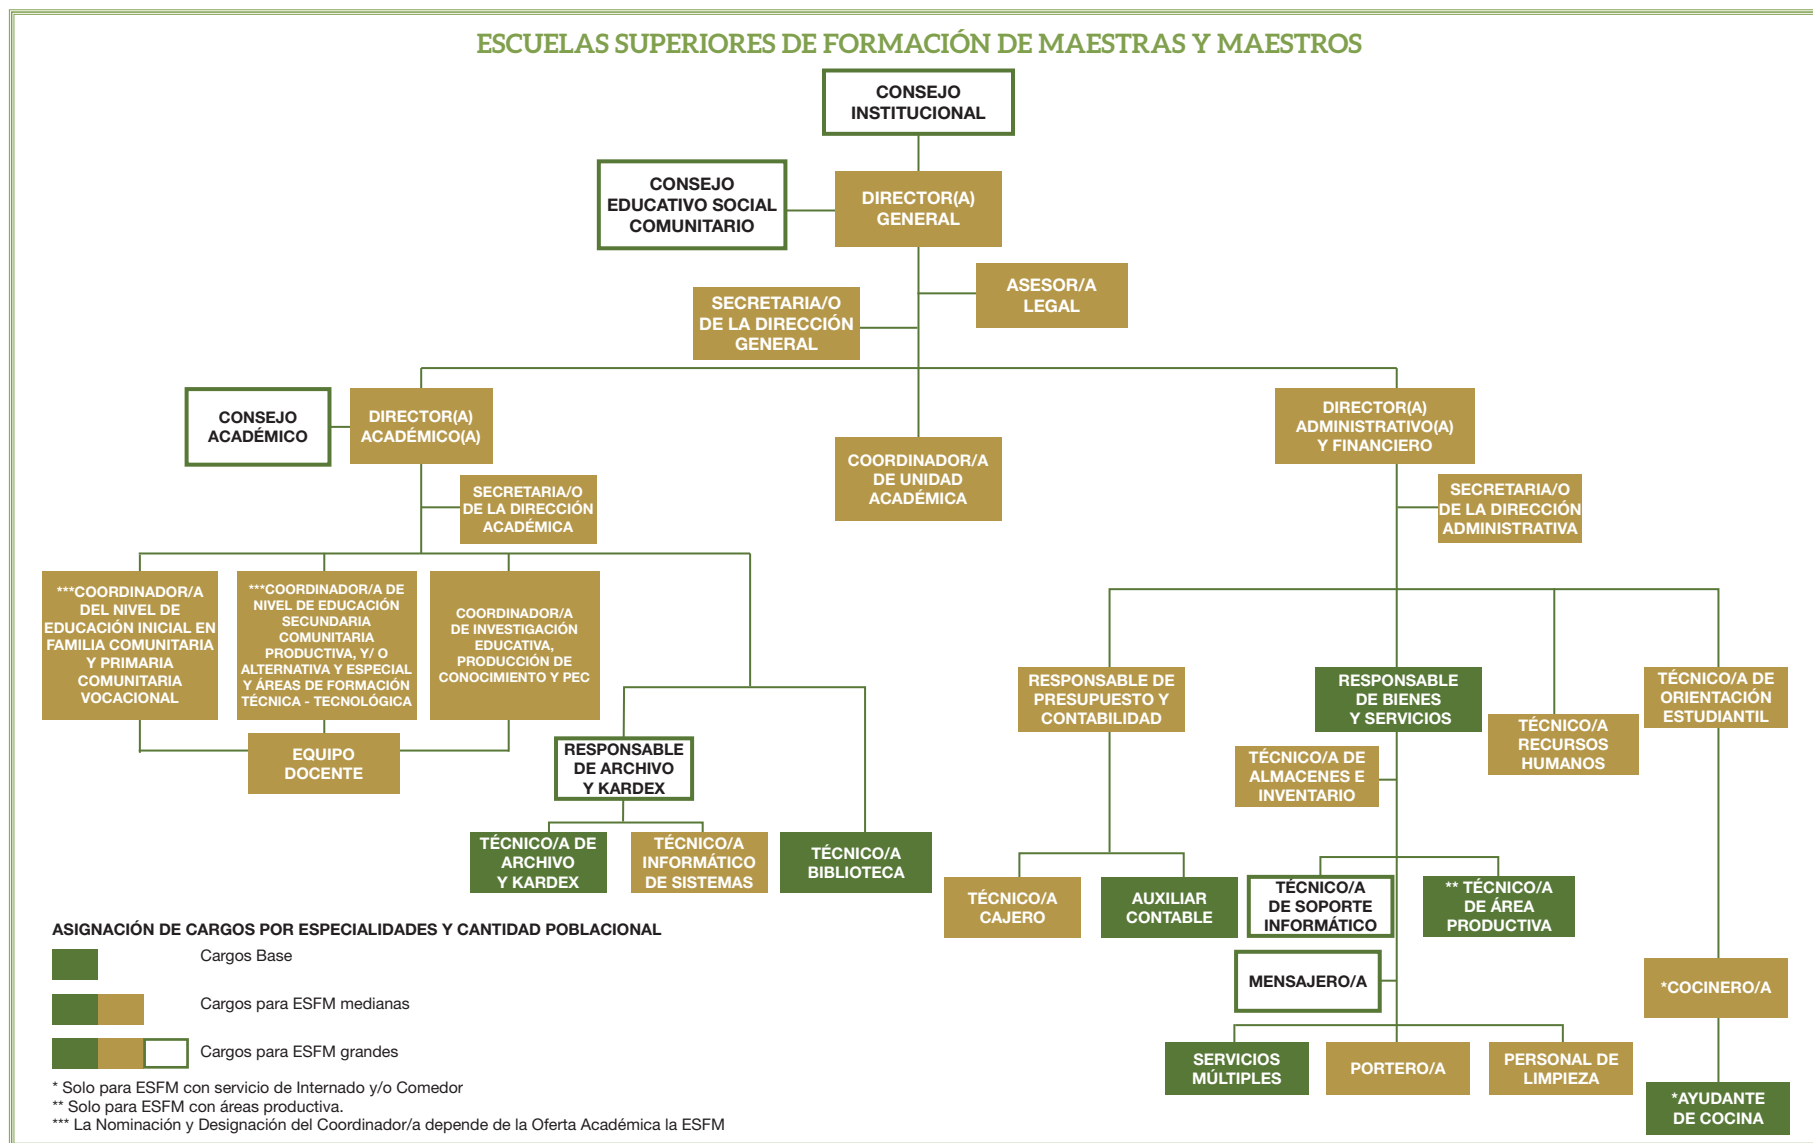 ESCUELAS SUPERIORES DE FORMACIÓN DE MAESTRAS Y MAESTROS
CONSEJO
INSTITUCIONAL
CONSEJO
EDUCATIVO SOCIAL
COMUNITARIO
DIRECTOR(A)
GENERAL
ASESOR/A
LEGAL
SECRETARIA/O
DE LA DIRECCIÓN
GENERAL
CONSEJO
ACADÉMICO
DIRECTOR(A)
ACADÉMICO(A)
COORDINADOR/A
DE UNIDAD
ACADÉMICA
DIRECTOR(A)
ADMINISTRATIVO(A)
Y FINANCIERO
SECRETARIA/O
DE LA DIRECCIÓN
ACADÉMICA
SECRETARIA/O
DE LA DIRECCIÓN
ADMINISTRATIVA
***COORDINADOR/A
DEL NIVEL DE
EDUCACIÓN INICIAL EN
FAMILIA COMUNITARIA
Y PRIMARIA
COMUNITARIA
VOCACIONAL
***COORDINADOR/A DE
NIVEL DE EDUCACIÓN
SECUNDARIA
COMUNITARIA
PRODUCTIVA, Y/ O
ALTERNATIVA Y ESPECIAL
Y ÁREAS DE FORMACIÓN
TÉCNICA - TECNOLÓGICA
COORDINADOR/A
DE INVESTIGACIÓN
EDUCATIVA,
PRODUCCIÓN DE
CONOCIMIENTO Y PEC
EQUIPO
DOCENTE
RESPONSABLE
DE ARCHIVO
Y KARDEX
TÉCNICO/A DE
ARCHIVO
Y KARDEX
TÉCNICO/A
INFORMÁTICO
DE SISTEMAS
TÉCNICO/A
BIBLIOTECA
RESPONSABLE DE
PRESUPUESTO Y
CONTABILIDAD
RESPONSABLE
DE BIENES
Y SERVICIOS
TÉCNICO/A
RECURSOS
HUMANOS
TÉCNICO/A DE
ORIENTACIÓN
ESTUDIANTIL
TÉCNICO/A DE
ALMACENES E
INVENTARIO
TÉCNICO/A
CAJERO
AUXILIAR
CONTABLE
TÉCNICO/A
DE SOPORTE
INFORMÁTICO
** TÉCNICO/A
DE ÁREA
PRODUCTIVA
MENSAJERO/A
*COCINERO/A
SERVICIOS
MÚLTIPLES
PORTERO/A
PERSONAL DE
LIMPIEZA
*AYUDANTE
DE COCINA
ASIGNACIÓN DE CARGOS POR ESPECIALIDADES Y CANTIDAD POBLACIONAL
Cargos Base
Cargos para ESFM medianas
Cargos para ESFM grandes
* Solo para ESFM con servicio de Internado y/o Comedor
** Solo para ESFM con áreas productiva.
*** La Nominación y Designación del Coordinador/a depende de la Oferta Académica la ESFM